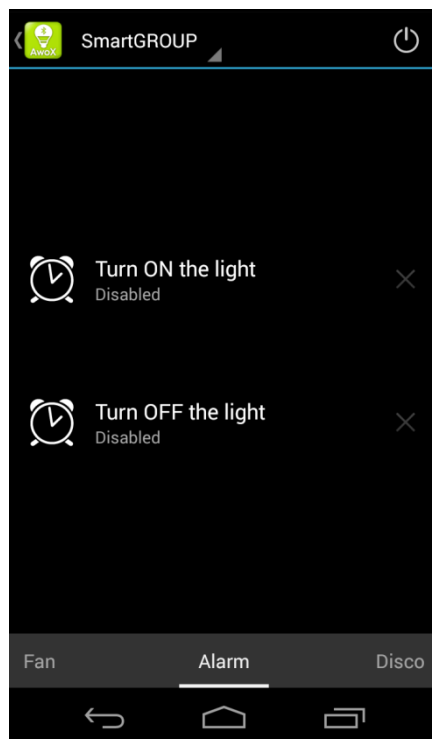 AwoX
SmartGROUP
Turn ON the light
Disabled
Turn OFF the light
Disabled
Fan
Alarm
Disco